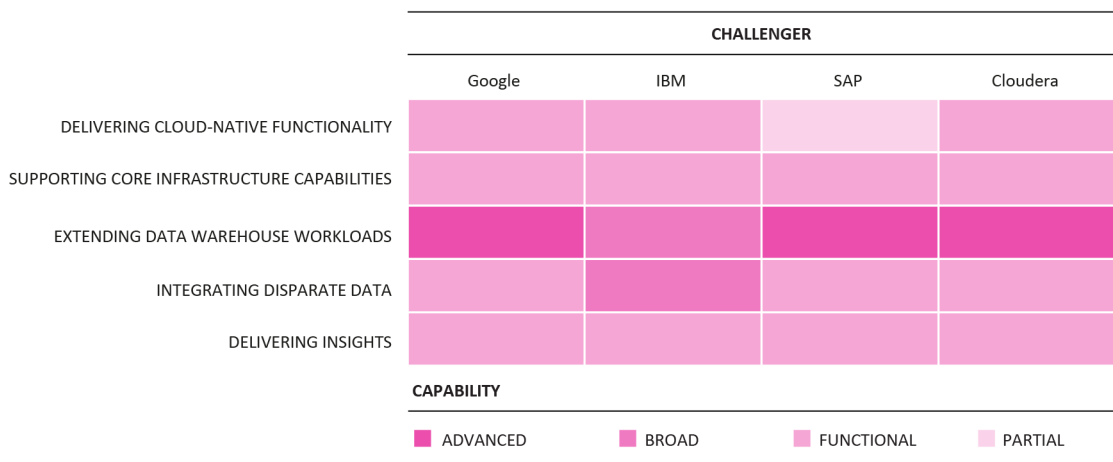 CHALLENGER
Google IBM SAP Cloudera
DELIVERING CLOUD-NATIVE FUNCTIONALITY
SUPPORTING CORE INFRASTRUCTURE CAPABILITIES
EXTENDING DATA WAREHOUSE WORKLOADS
INTEGRATING DISPARATE DATA
DELIVERING INSIGHTS
CAPABILITY
ADVANCED BROAD FUNCTIONAL PARTIAL